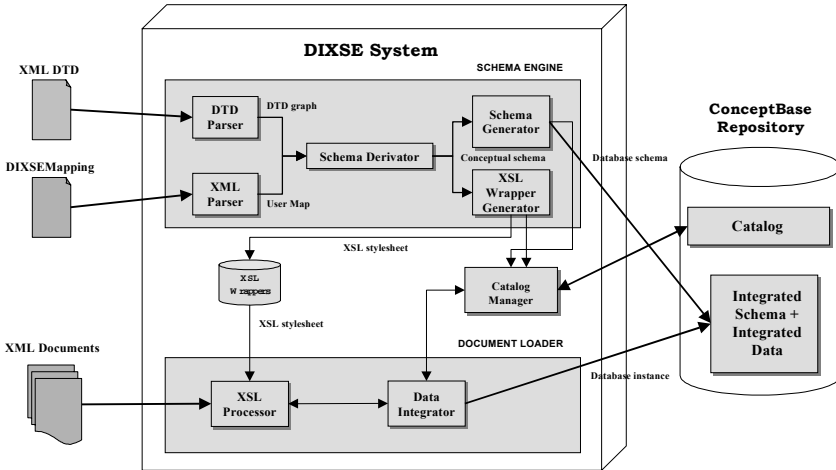 DIXSE System
XML DTD
SCHEMA ENGINE
DTD
Parser
DTD graph
Schema
Generator
ConceptBase
Repository
Schema Derivator
Conceptual schema
Database schema
DIXSEMapping
XML
Parser
User Map
XSL
Wrapper
Generator
XSL stylesheet
Catalog
XSL
Wrappers
Catalog
Manager
Integrated
Schema +
Integrated
Data
XSL stylesheet
XML Documents
DOCUMENT LOADER
Database instance
XSL
Processor
Data
Integrator